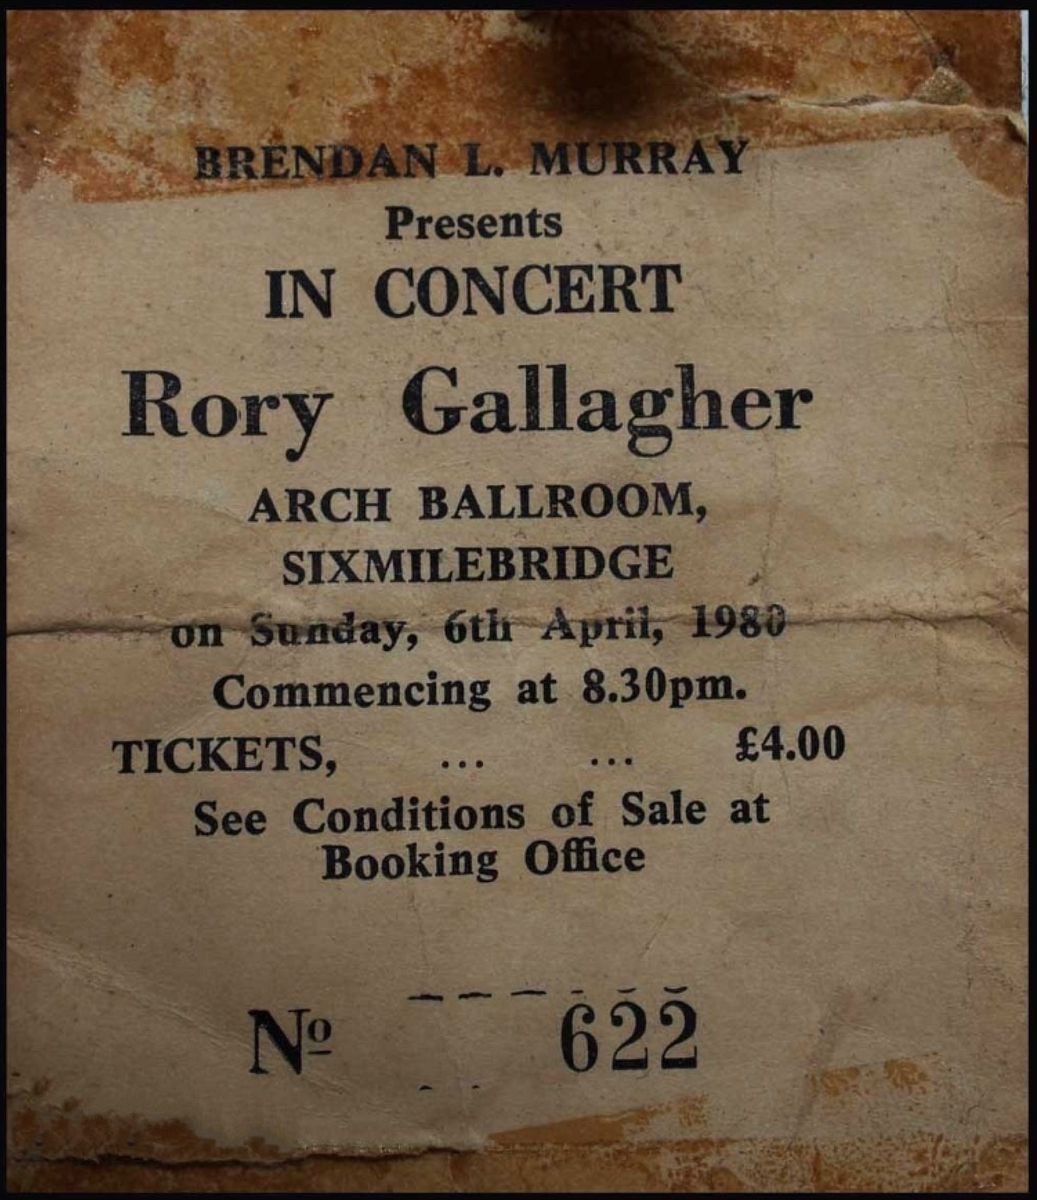 BRENDAN L. MURRAY
Presents
IN CONCERT
Rory Gallagher
ARCH BALLROOM,
SIXMILEBRIDGE
on Sunday, 6th April, 1980
Commencing at 8.30pm.
TICKETS, ... ... £4.00
See Conditions of Sale at
Booking Office
Nº 622